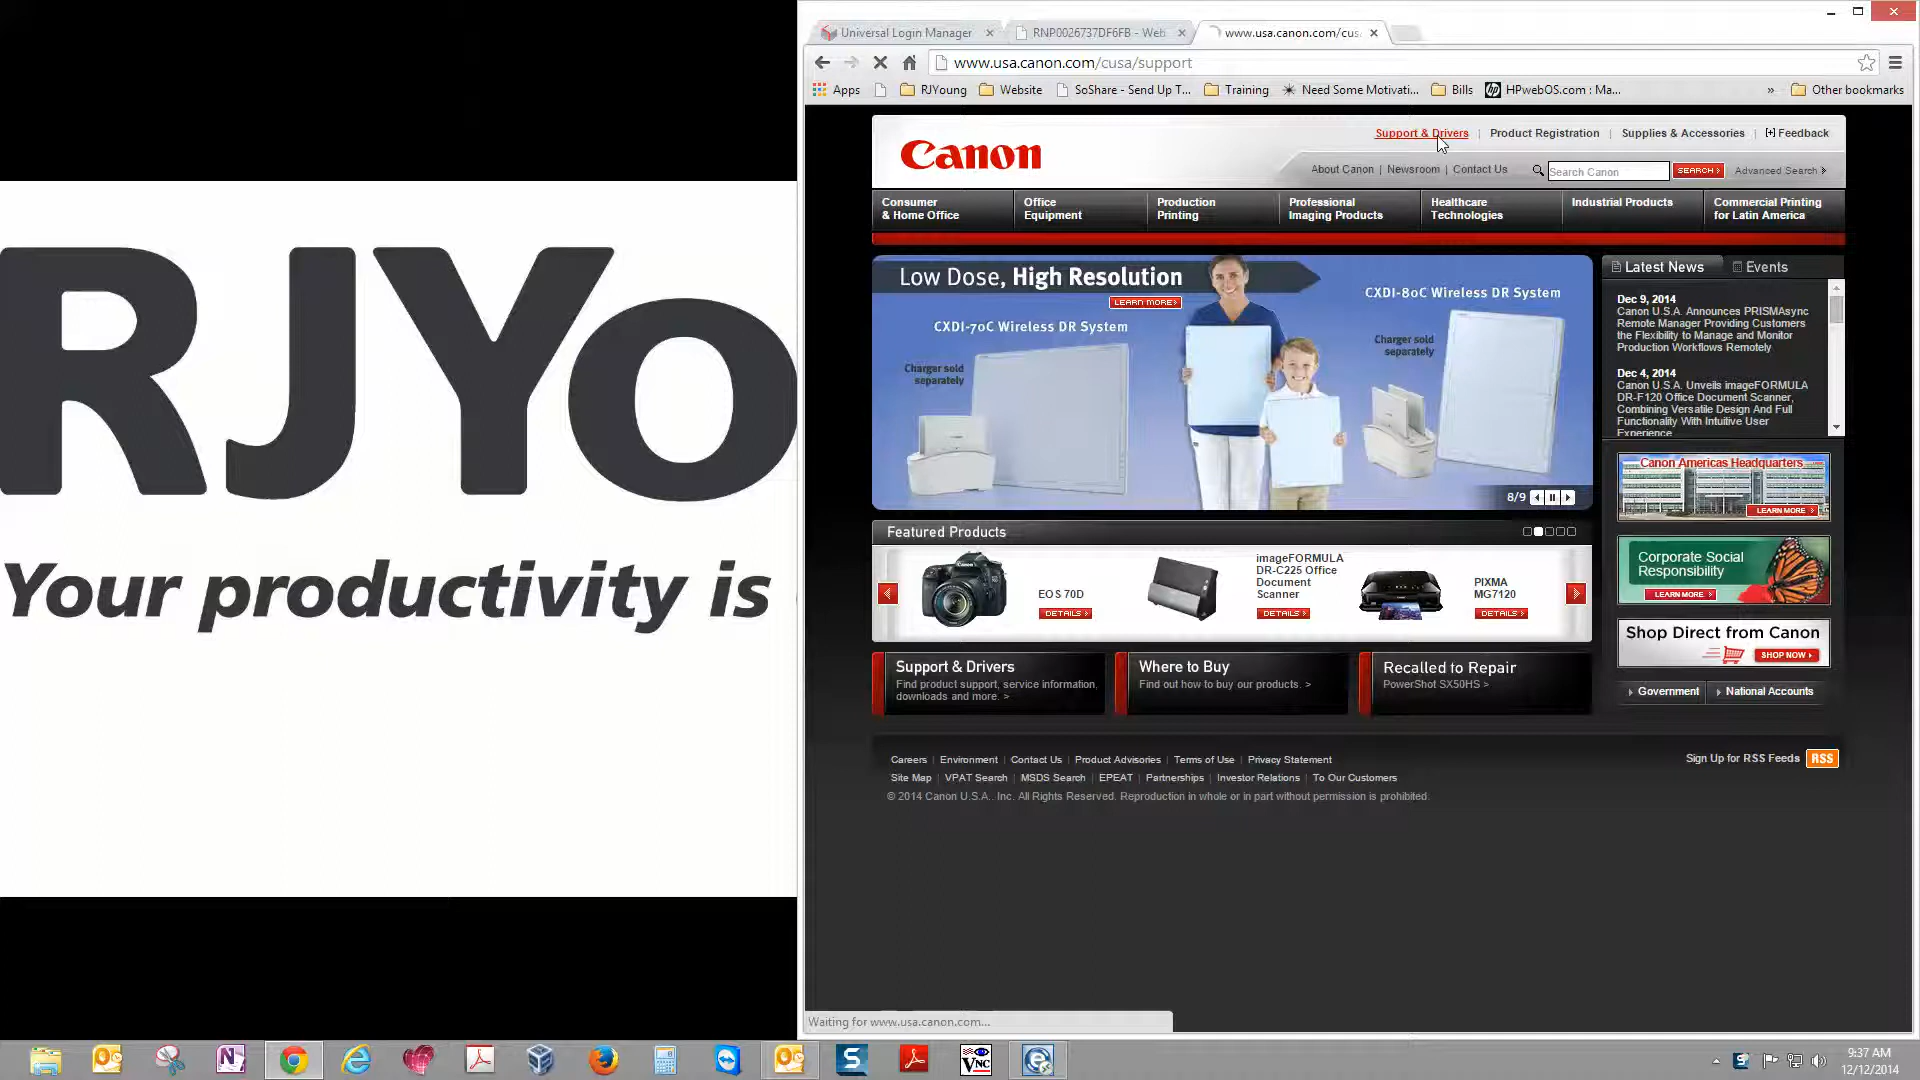 Universal Login Manager
RNP0026737DF6FB - Web
www.usa.canon.com/cus
www.usa.canon.com/cusa/support
Apps
RJYoung
Website
SoShare - Send Up T...
Training
Need Some Motivati...
Bills
HPwebOS.com : Ma...
»
Other bookmarks
RJYo
Your productivity is
Canon
Support & Drivers | Product Registration | Supplies & Accessories | [+] Feedback
About Canon | Newsroom | Contact Us
Search Canon
SEARCH
Advanced Search
Consumer
& Home Office
Office
Equipment
Production
Printing
Professional
Imaging Products
Healthcare
Technologies
Industrial Products
Commercial Printing
for Latin America
Low Dose, High Resolution
LEARN MORE
CXDI-70C Wireless DR System
Charger sold
separately
CXDI-80C Wireless DR System
Charger sold
separately
8/9
Latest News
Events
Dec 9, 2014
Canon U.S.A. Announces PRISMAsync
Remote Manager Providing Customers
the Flexibility to Manage and Monitor
Production Workflows Remotely
Dec 4, 2014
Canon U.S.A. Unveils imageFORMULA
DR-F120 Office Document Scanner,
Combining Versatile Design And Full
Functionality With Intuitive User
Experience
Canon Americas Headquarters
LEARN MORE
Corporate Social
Responsibility
LEARN MORE
Shop Direct from Canon
SHOP NOW
Government
National Accounts
Featured Products
EOS 70D
DETAILS
imageFORMULA
DR-C225 Office
Document
Scanner
DETAILS
PIXMA
MG7120
DETAILS
Support & Drivers
Find product support, service information,
downloads and more. >
Where to Buy
Find out how to buy our products. >
Recalled to Repair
PowerShot SX50HS >
Careers | Environment | Contact Us | Product Advisories | Terms of Use | Privacy Statement
Site Map | VPAT Search | MSDS Search | EPEAT | Partnerships | Investor Relations | To Our Customers
© 2014 Canon U.S.A., Inc. All Rights Reserved. Reproduction in whole or in part without permission is prohibited.
Sign Up for RSS Feeds
RSS
Waiting for www.usa.canon.com...
VNC
9:37 AM
12/12/2014